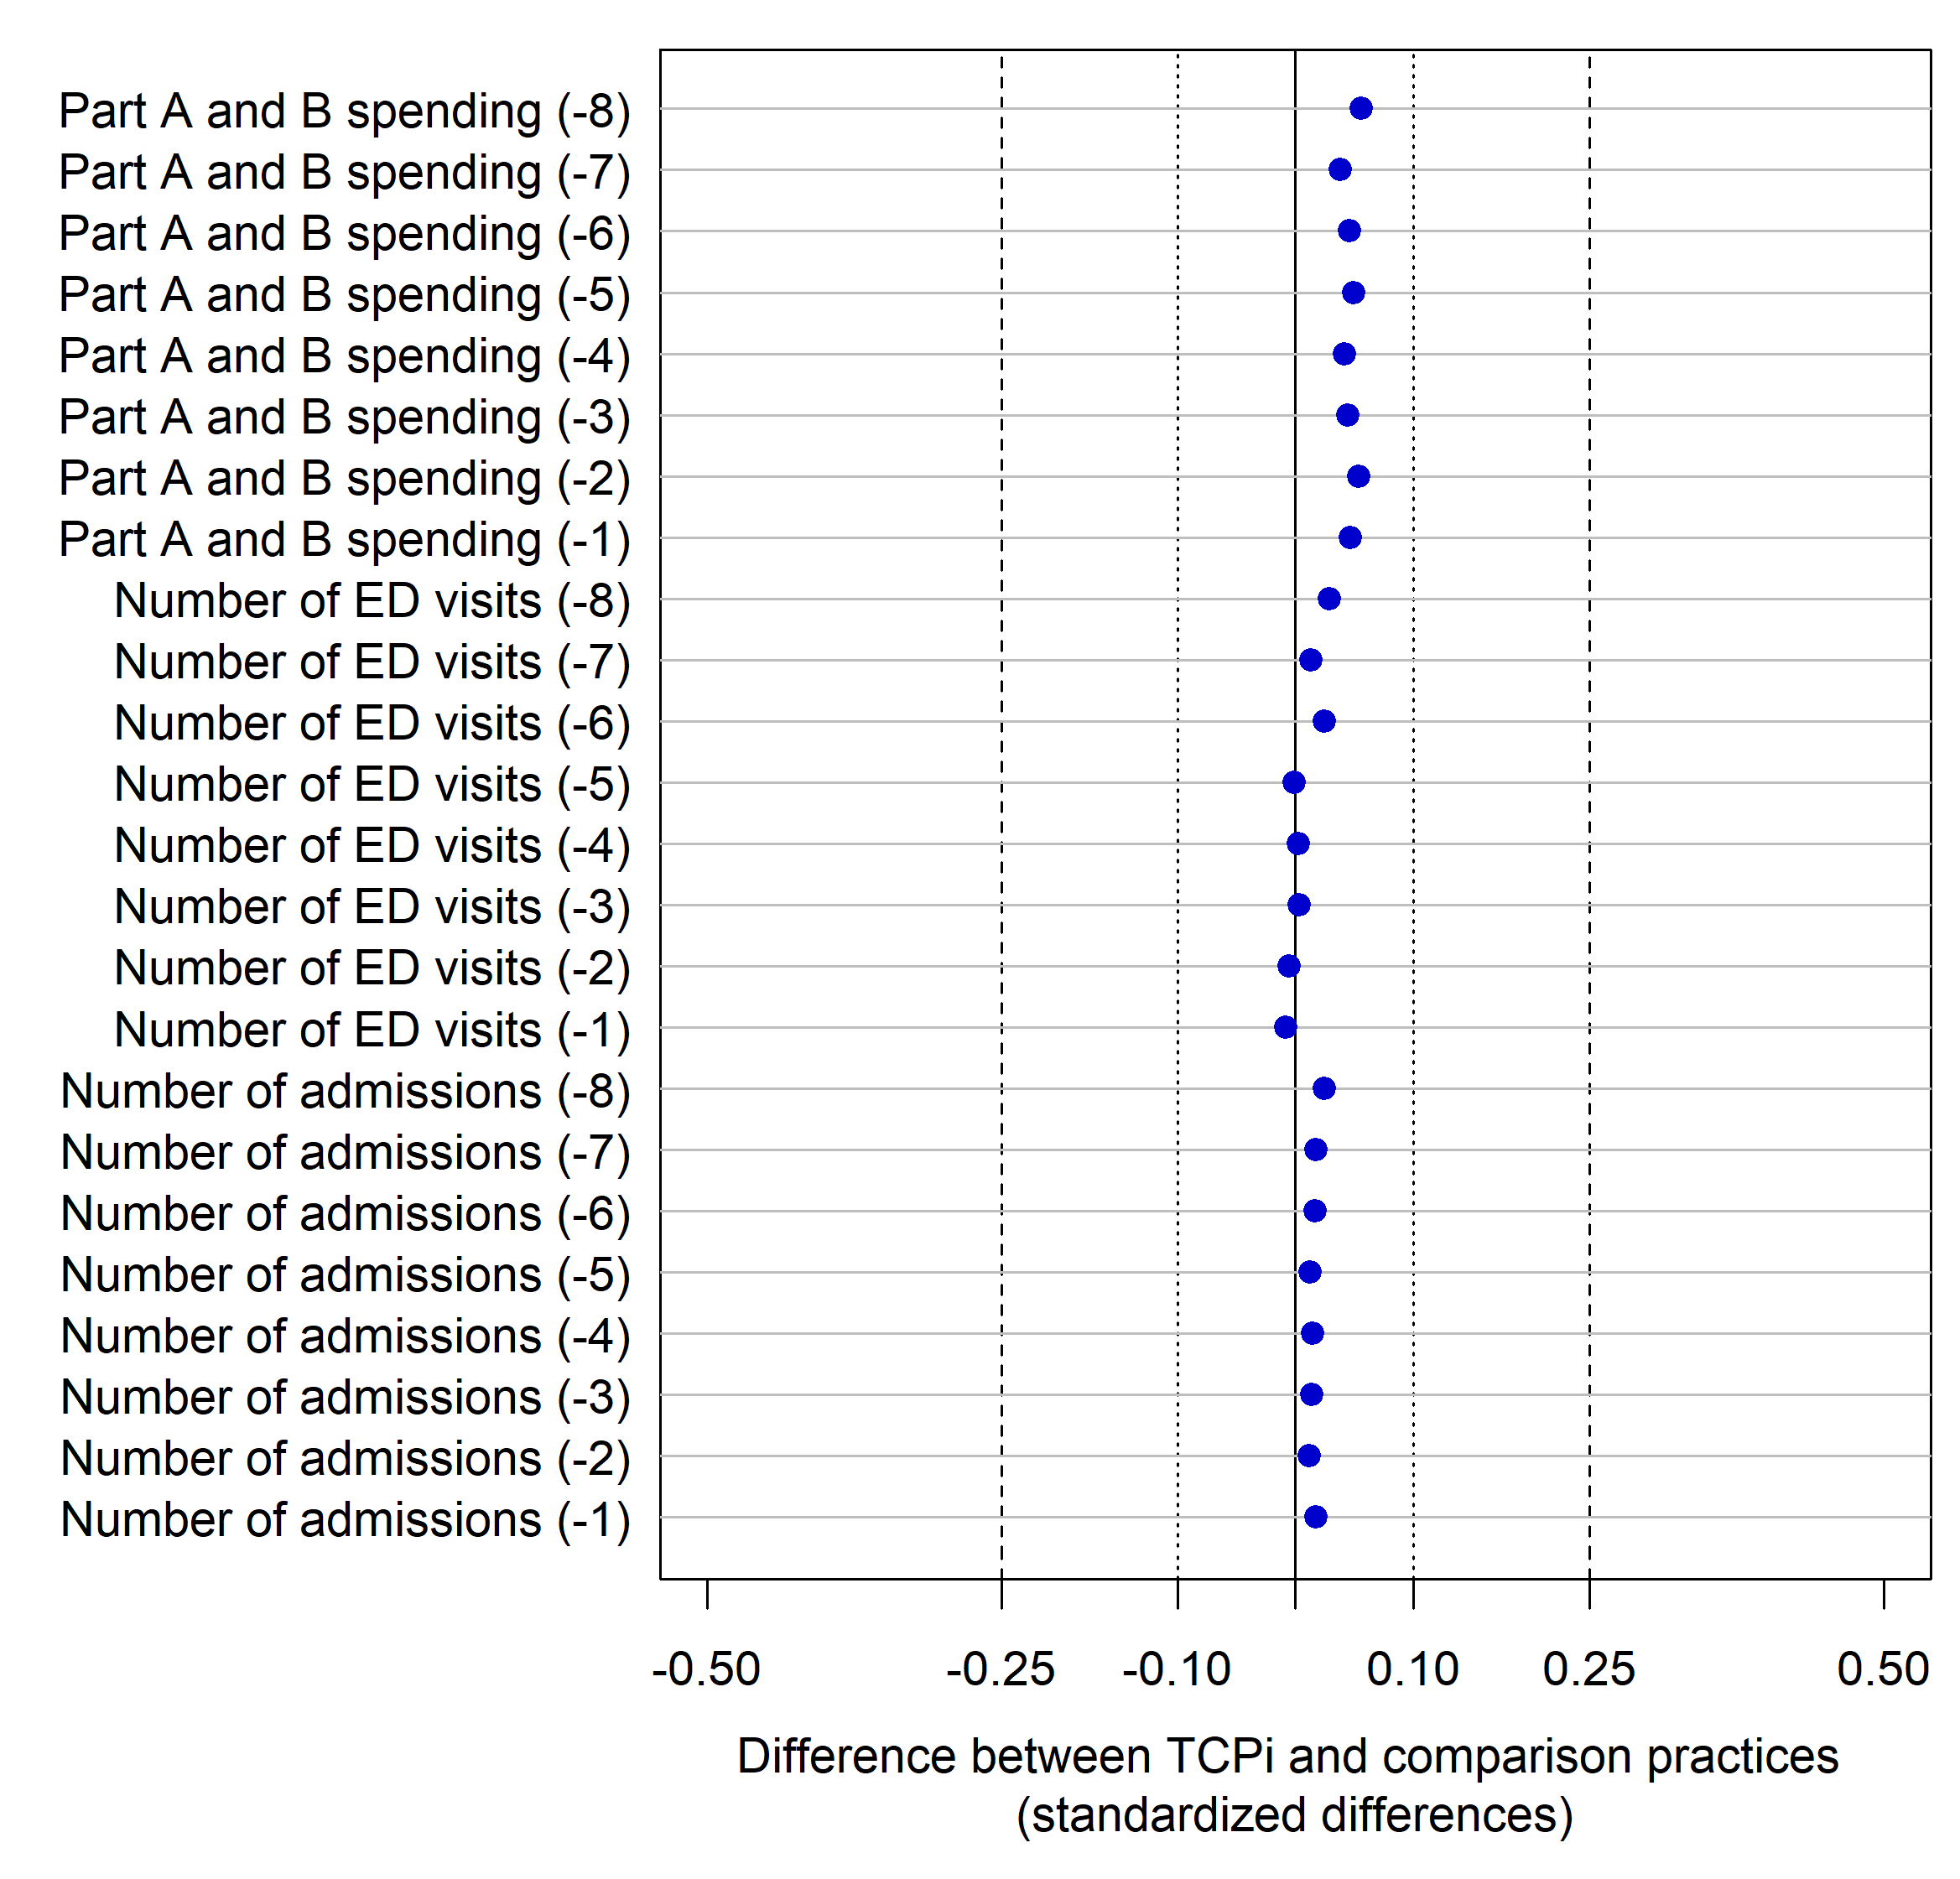 Part A and B spending (-8)
Part A and B spending (-7)
Part A and B spending (-6)
Part A and B spending (-5)
Part A and B spending (-4)
Part A and B spending (-3)
Part A and B spending (-2)
Part A and B spending (-1)
Number of ED visits (-8)
Number of ED visits (-7)
Number of ED visits (-6)
Number of ED visits (-5)
Number of ED visits (-4)
Number of ED visits (-3)
Number of ED visits (-2)
Number of ED visits (-1)
Number of admissions (-8)
Number of admissions (-7)
Number of admissions (-6)
Number of admissions (-5)
Number of admissions (-4)
Number of admissions (-3)
Number of admissions (-2)
Number of admissions (-1)
-0.50 -0.25 -0.10 0.10 0.25 0.50
Difference between TCPi and comparison practices
(standardized differences)